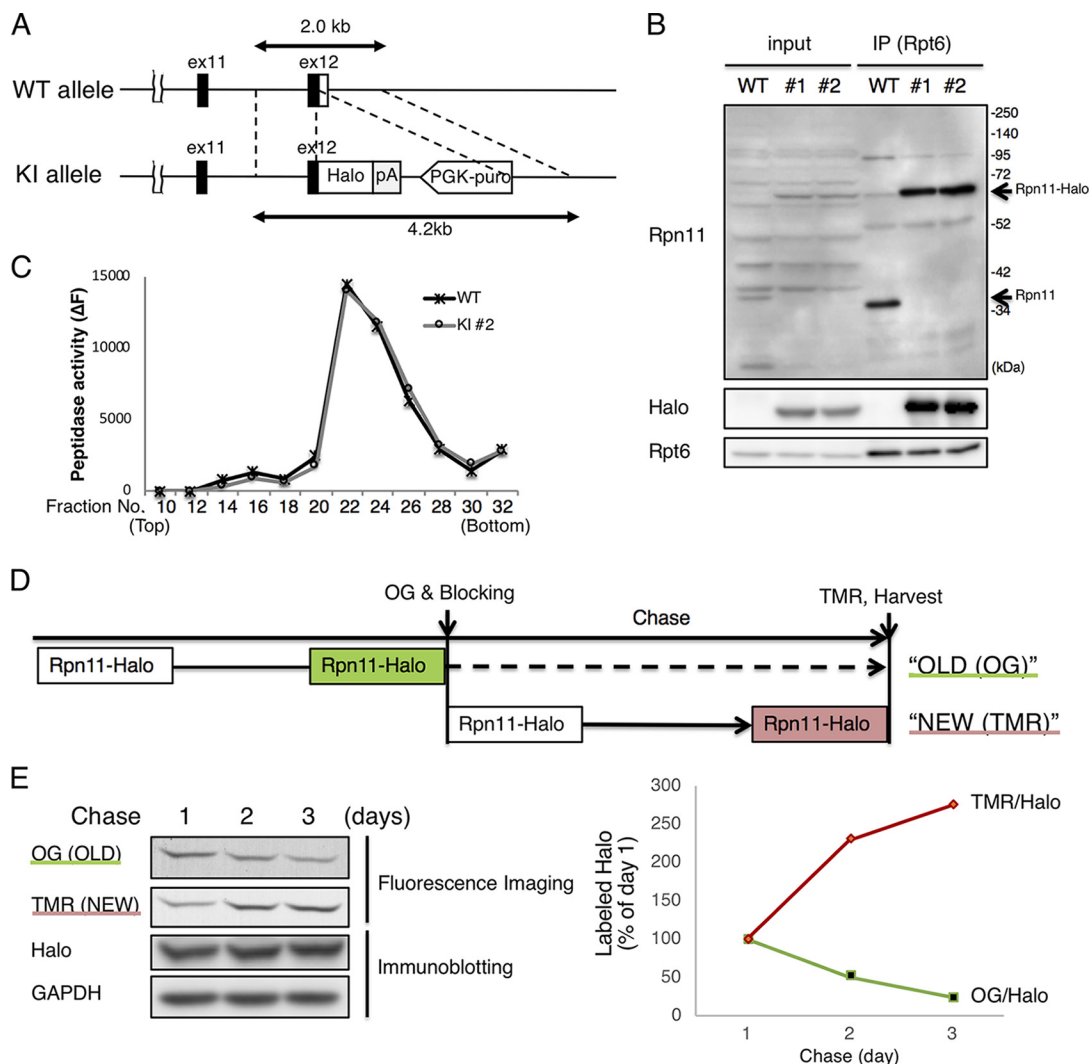 A
2.0 kb
ex11
ex12
WT allele
ex11
ex12
KI allele
Halo
pA
PGK-puro
4.2kb
B
input
IP (Rpt6)
WT #1 #2 WT #1 #2
-250
-140
-95
-72
Rpn11-Halo
Rpn11
-52
-42
Rpn11
-34
(kDa)
Halo
Rpt6
C
Peptidase activity (ΔF)
15000
10000
5000
0
WT
KI #2
Fraction No. 10 12 14 16 18 20 22 24 26 28 30 32
(Top)
(Bottom)
D
OG & Blocking
TMR, Harvest
Chase
Rpn11-Halo
Rpn11-Halo
"OLD (OG)"
Rpn11-Halo
Rpn11-Halo
"NEW (TMR)"
E
Chase 1 2 3 (days)
OG (OLD)
TMR (NEW)
Fluorescence Imaging
Halo
GAPDH
Immunoblotting
Labeled Halo
(% of day 1)
300
250
200
150
100
50
0
TMR/Halo
OG/Halo
1 2 3
Chase (day)